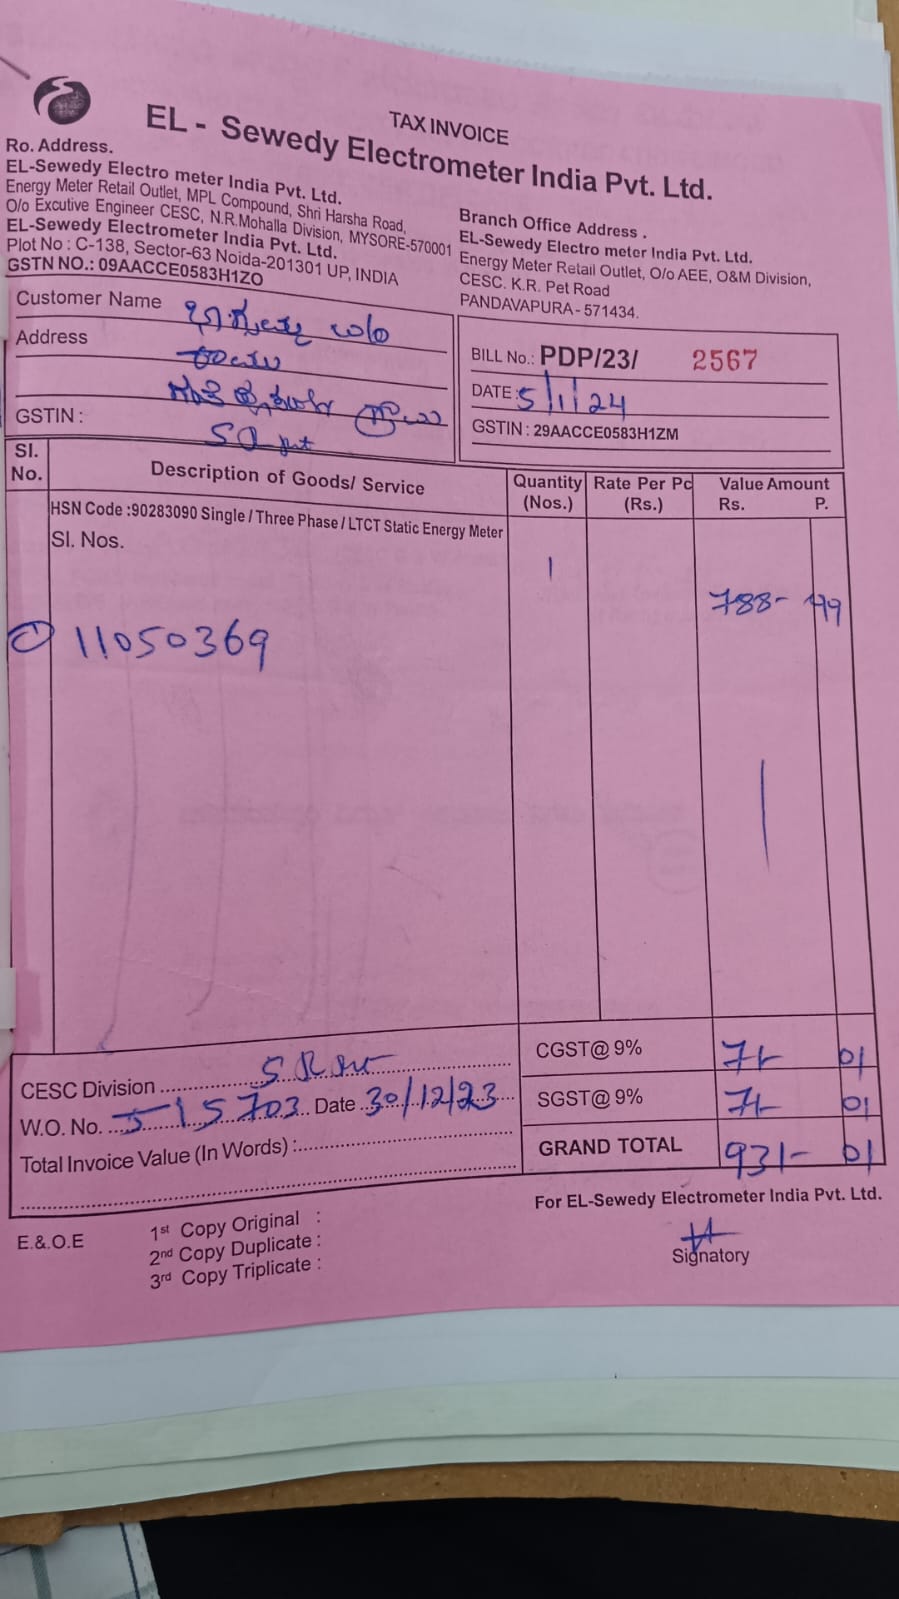 TAX INVOICE
EL - Sewedy Electrometer India Pvt. Ltd.
Ro. Address.
EL-Sewedy Electro meter India Pvt. Ltd.
Energy Meter Retail Outlet, MPL Compound, Shri Harsha Road,
O/o Excutive Engineer CESC, N.R.Mohalla Division, MYSORE-570001
EL-Sewedy Electrometer India Pvt. Ltd.
Plot No : C-138, Sector-63 Noida-201301 UP, INDIA
GSTN NO.: 09AACCE0583H1ZO
Branch Office Address .
EL-Sewedy Electro meter India Pvt. Ltd.
Energy Meter Retail Outlet, O/o AEE, O&M Division,
CESC. K.R. Pet Road
PANDAVAPURA - 571434.
Customer Name
Address
GSTIN :
BILL No.: PDP/23/ 2567
DATE : 5/1/24
GSTIN : 29AACCE0583H1ZM
Sl. No. Description of Goods/ Service Quantity (Nos.) Rate Per Pc (Rs.) Value Amount Rs. P.
HSN Code :90283090 Single / Three Phase / LTCT Static Energy Meter
Sl. Nos.
1
788-
① 11050369
CESC Division
W.O. No. 515703 Date 30/12/23
Total Invoice Value (In Words) :
CGST@ 9% 71- 01
SGST@ 9% 71- 01
GRAND TOTAL 931- 01
For EL-Sewedy Electrometer India Pvt. Ltd.
Signatory
E.&.O.E
1st Copy Original :
2nd Copy Duplicate :
3rd Copy Triplicate :